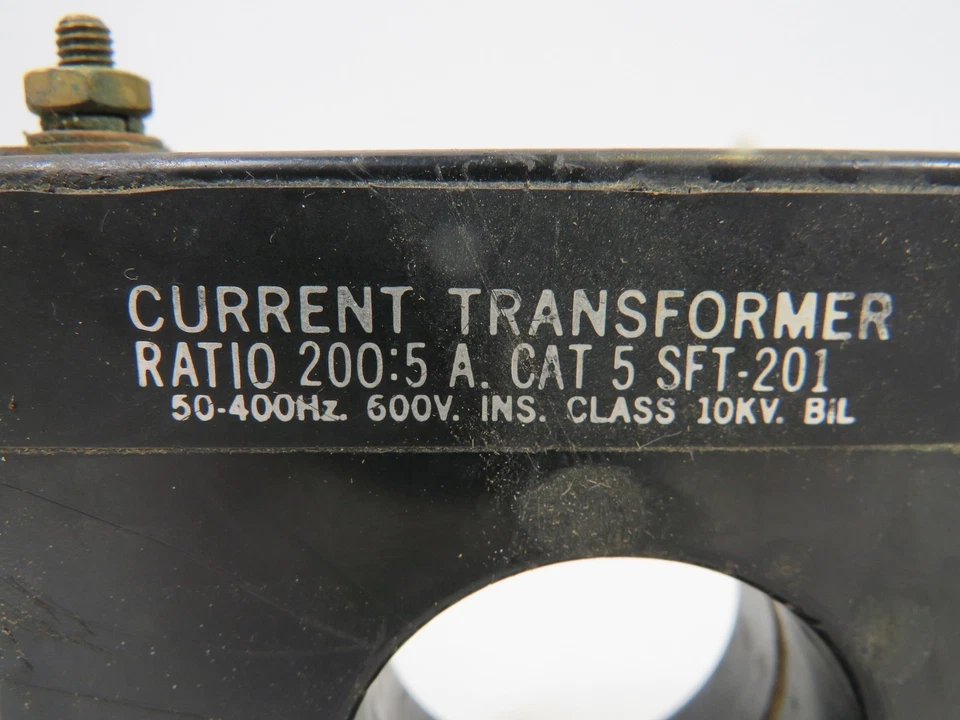 CURRENT TRANSFORMER
RATIO 200:5 A. CAT 5 SFT-201
50-400Hz. 600V. INS. CLASS 10KV. BiL